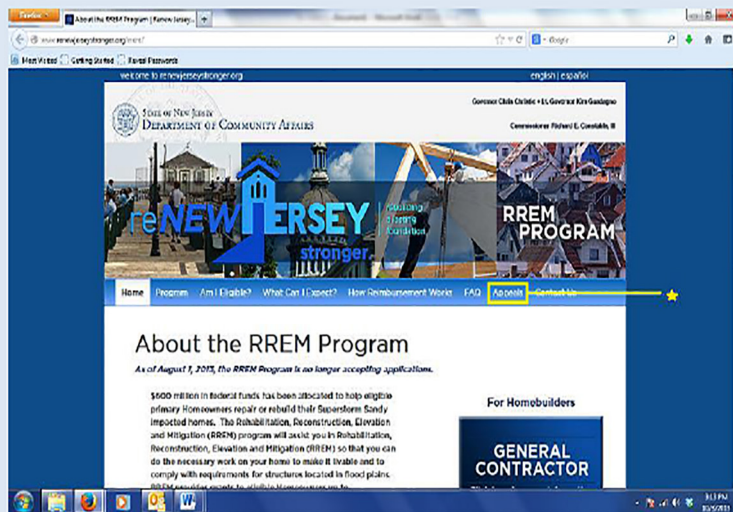 Firefox
About the RREM Program | Renew Jersey...
www.renewjerseystronger.org/rrem/
Google
Most Visited Getting Started Reveal Passwords
welcome to renewjerseystronger.org
english | español
STATE OF NEW JERSEY
DEPARTMENT OF COMMUNITY AFFAIRS
Governor Chris Christie • Lt. Governor Kim Guadagno
Commissioner Richard E. Constable, III
reNEW JERSEY
stronger.
rebuilding
a strong
foundation.
RREM
PROGRAM
Home Program Am I Eligible? What Can I Expect? How Reimbursement Works FAQ Appeals Contact Us
About the RREM Program
As of August 1, 2013, the RREM Program is no longer accepting applications.
$600 million in federal funds has been allocated to help eligible
primary Homeowners repair or rebuild their Superstorm Sandy
impacted homes. The Rehabilitation, Reconstruction, Elevation
and Mitigation (RREM) program will assist you in Rehabilitation,
Reconstruction, Elevation and Mitigation (RREM) so that you can
do the necessary work on your home to make it livable and to
comply with requirements for structures located in flood plains.
For Homebuilders
GENERAL
CONTRACTOR